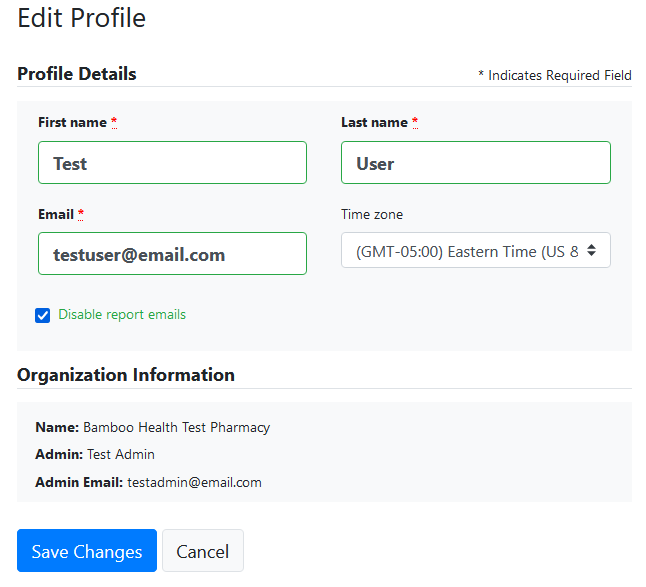 Edit Profile
Profile Details
* Indicates Required Field
First name *
Last name *
Test
User
Email *
Time zone
testuser@email.com
(GMT-05:00) Eastern Time (US &
Disable report emails
Organization Information
Name: Bamboo Health Test Pharmacy
Admin: Test Admin
Admin Email: testadmin@email.com
Save Changes
Cancel